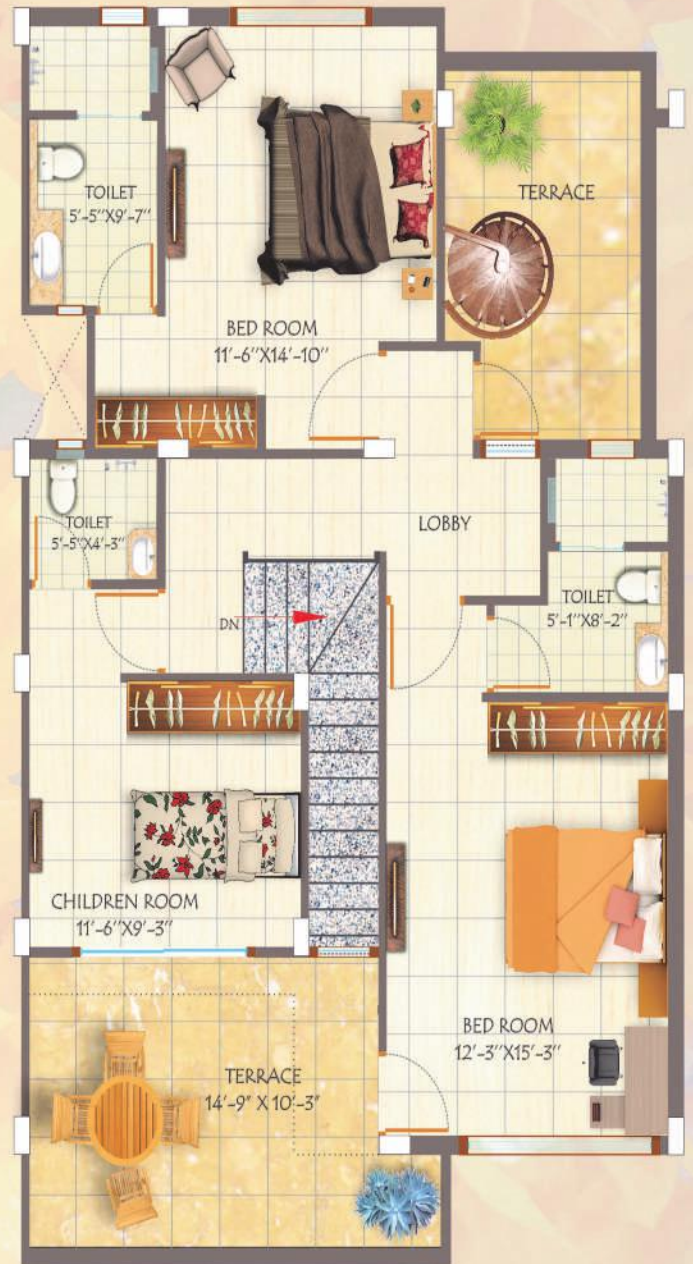 TOILET
5'-5"X9'-7"
TERRACE
BED ROOM
11'-6"X14'-10"
TOILET
5'-5"X4'-3"
LOBBY
DN
TOILET
5'-1"X8'-2"
CHILDREN ROOM
11'-6"X9'-3"
BED ROOM
12'-3"X15'-3"
TERRACE
14'-9" X 10'-3"